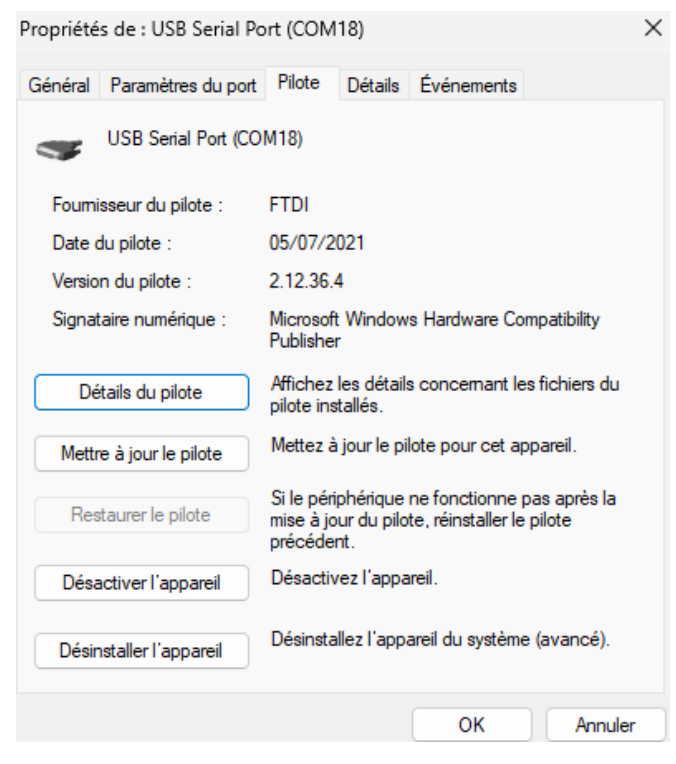 Propriétés de : USB Serial Port (COM18)
Général Paramètres du port Pilote Détails Événements
USB Serial Port (COM18)
Fournisseur du pilote : FTDI
Date du pilote : 05/07/2021
Version du pilote : 2.12.36.4
Signataire numérique : Microsoft Windows Hardware Compatibility
Publisher
Détails du pilote Affichez les détails concernant les fichiers du
pilote installés.
Mettre à jour le pilote Mettez à jour le pilote pour cet appareil.
Restaurer le pilote Si le périphérique ne fonctionne pas après la
mise à jour du pilote, réinstaller le pilote
précédent.
Désactiver l'appareil Désactivez l'appareil.
Désinstaller l'appareil Désinstallez l'appareil du système (avancé).
OK Annuler